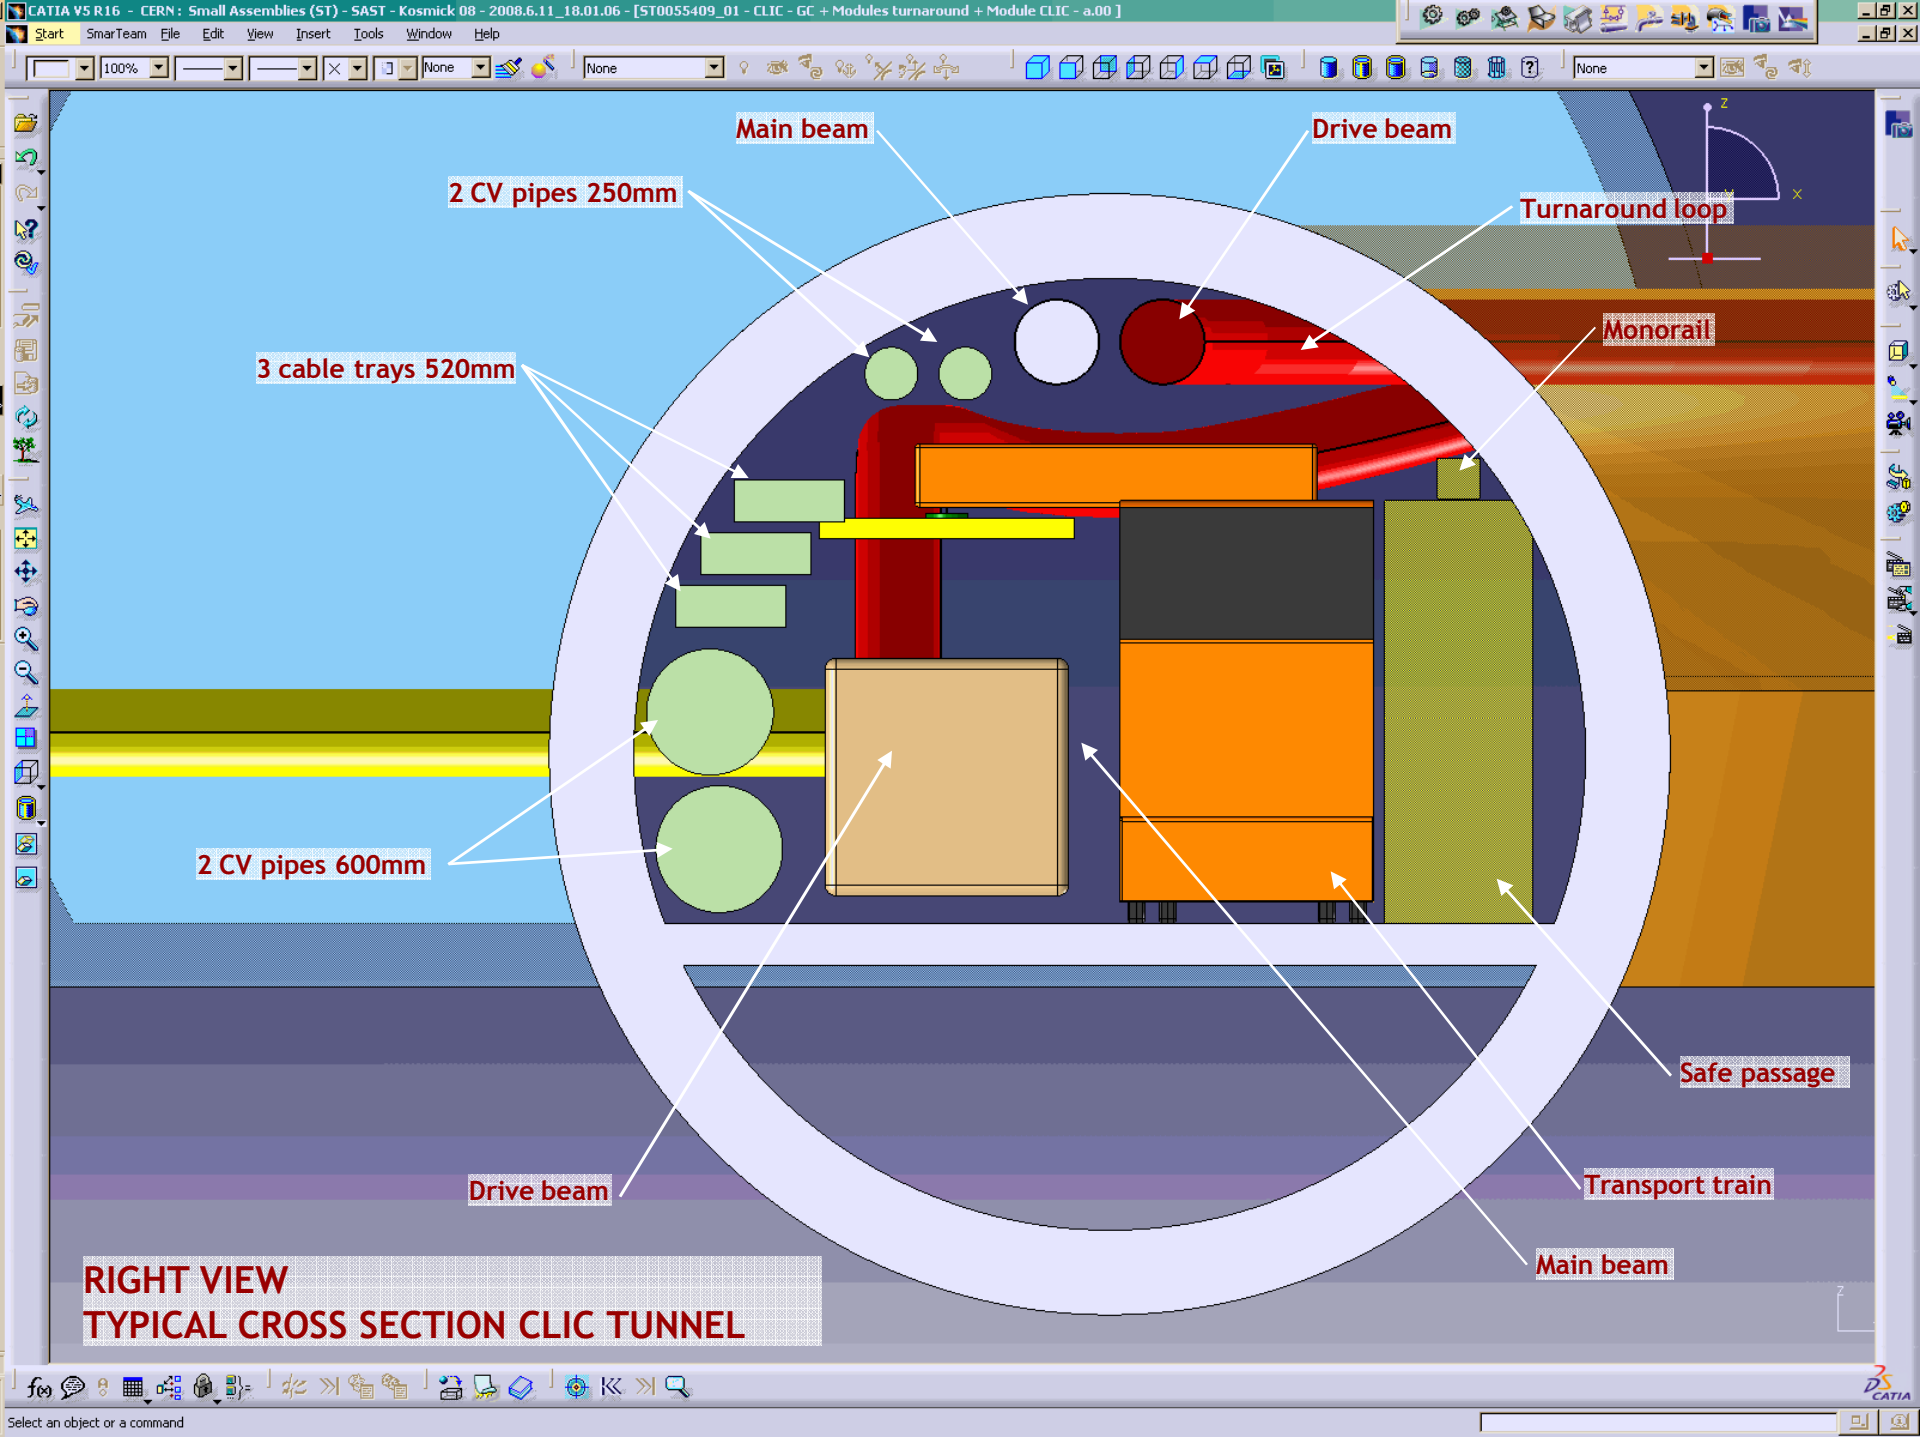 CATIA V5 R16 - CERN : Small Assemblies (ST) - SAST - Kosmick 08 - 2008.6.11_18.01.06 - [ST0055409_01 - CLIC - GC + Modules turnaround + Module CLIC - a.00 ]
Start SmarTeam File Edit View Insert Tools Window Help
100% None None None
Main beam
Drive beam
2 CV pipes 250mm
Turnaround loop
Monorail
3 cable trays 520mm
2 CV pipes 600mm
Safe passage
Drive beam
Transport train
Main beam
RIGHT VIEW
TYPICAL CROSS SECTION CLIC TUNNEL
z
x
z
f(x)
CATIA
Select an object or a command